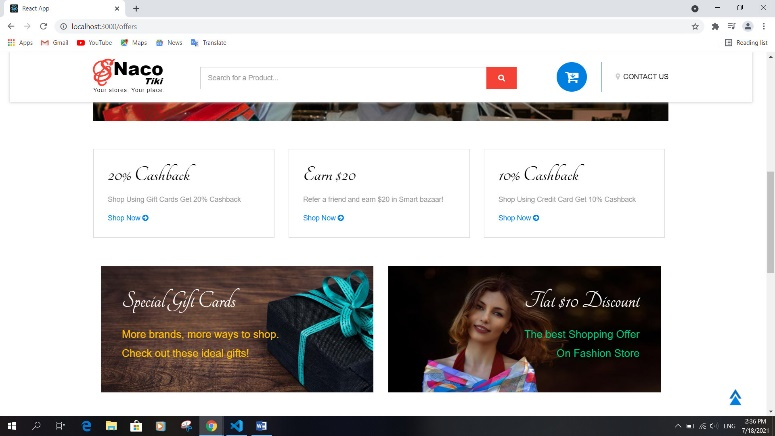 React App
localhost:3000/offers
Apps
Gmail
YouTube
Maps
News
Translate
Reading list
SNaco
Tiki
Your stores. Your place.
Search for a Product...
CONTACT US
20% Cashback
Shop Using Gift Cards Get 20% Cashback
Shop Now
Earn $20
Refer a friend and earn $20 in Smart bazaar!
Shop Now
10% Cashback
Shop Using Credit Card Get 10% Cashback
Shop Now
Special Gift Cards
More brands, more ways to shop.
Check out these ideal gifts!
Flat $10 Discount
The best Shopping Offer
On Fashion Store
ENG
2:36 PM
7/18/2021